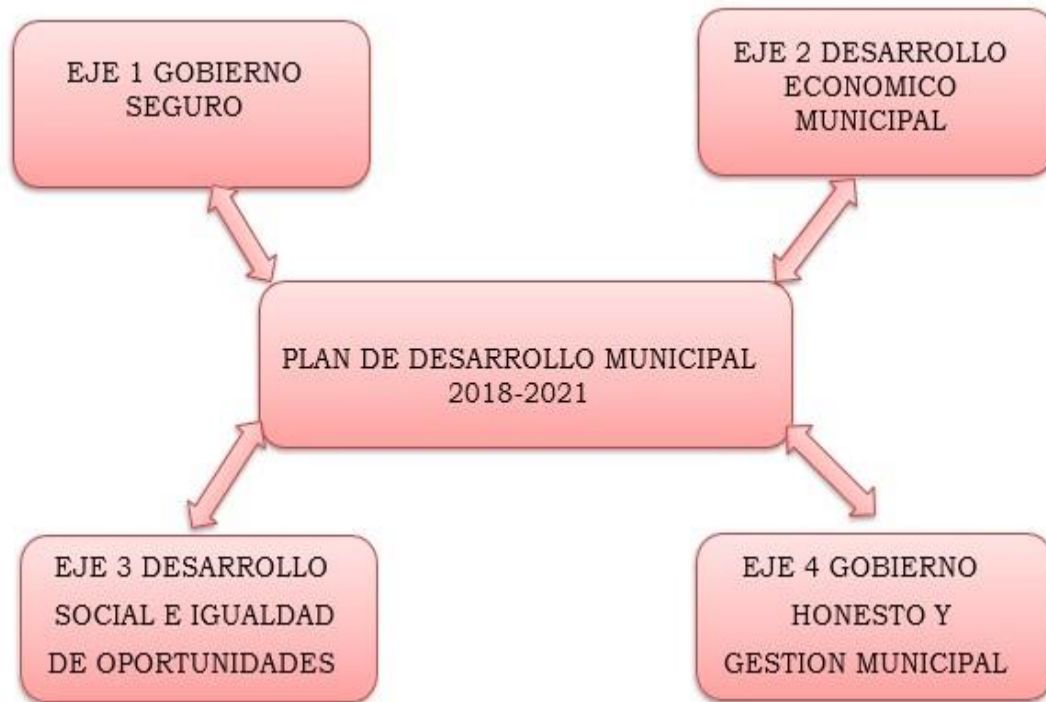 EJE 1 GOBIERNO
SEGURO
EJE 2 DESARROLLO
ECONOMICO
MUNICIPAL
PLAN DE DESARROLLO MUNICIPAL
2018-2021
EJE 3 DESARROLLO
SOCIAL E IGUALDAD
DE OPORTUNIDADES
EJE 4 GOBIERNO
HONESTO Y
GESTION MUNICIPAL